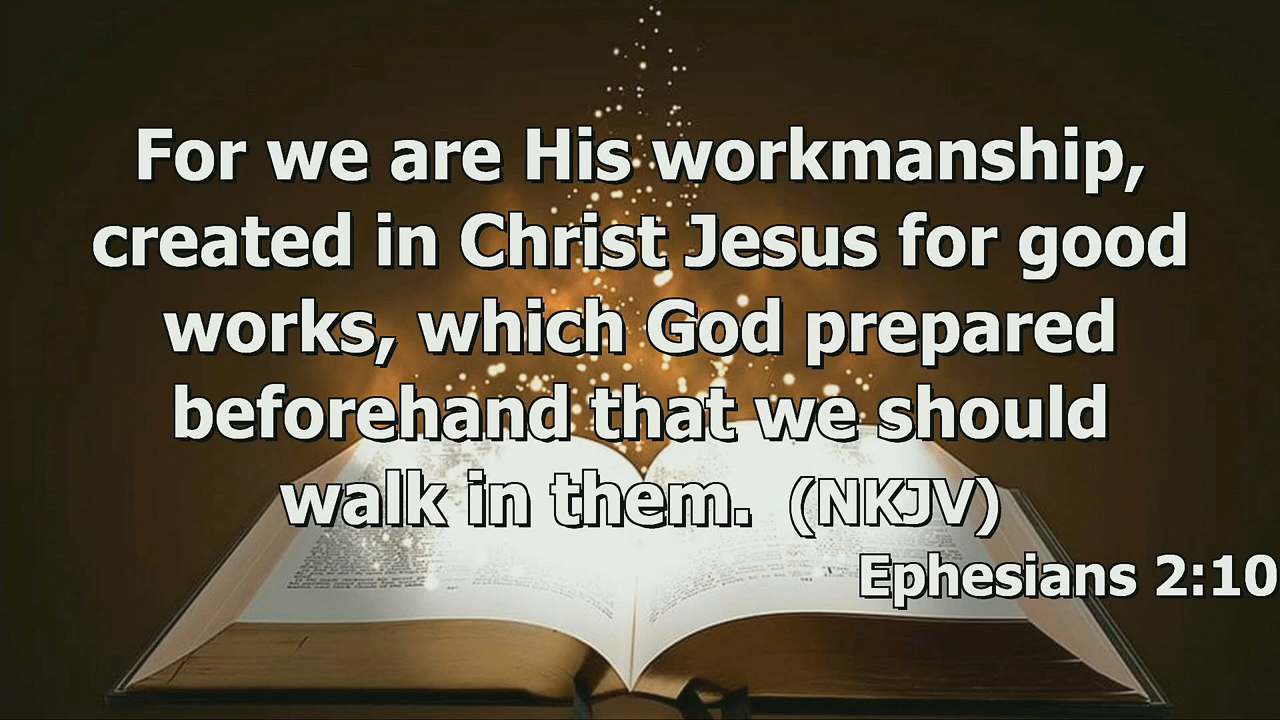 For we are His workmanship,
created in Christ Jesus for good
works, which God prepared
beforehand that we should
walk in them.  (NKJV)
Ephesians 2:10